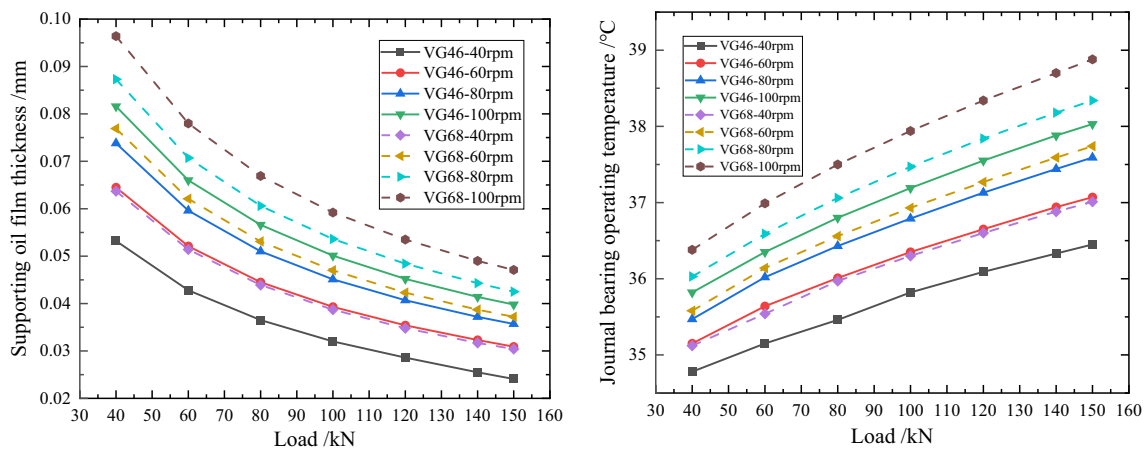 0.10
0.09
0.08
0.07
0.06
0.05
0.04
0.03
0.02
Supporting oil film thickness /mm
VG46-40rpm
VG46-60rpm
VG46-80rpm
VG46-100rpm
VG68-40rpm
VG68-60rpm
VG68-80rpm
VG68-100rpm
30 40 50 60 70 80 90 100 110 120 130 140 150 160
Load /kN
39
38
37
36
35
Journal bearing operating temperature /°C
VG46-40rpm
VG46-60rpm
VG46-80rpm
VG46-100rpm
VG68-40rpm
VG68-60rpm
VG68-80rpm
VG68-100rpm
30 40 50 60 70 80 90 100 110 120 130 140 150 160
Load /kN